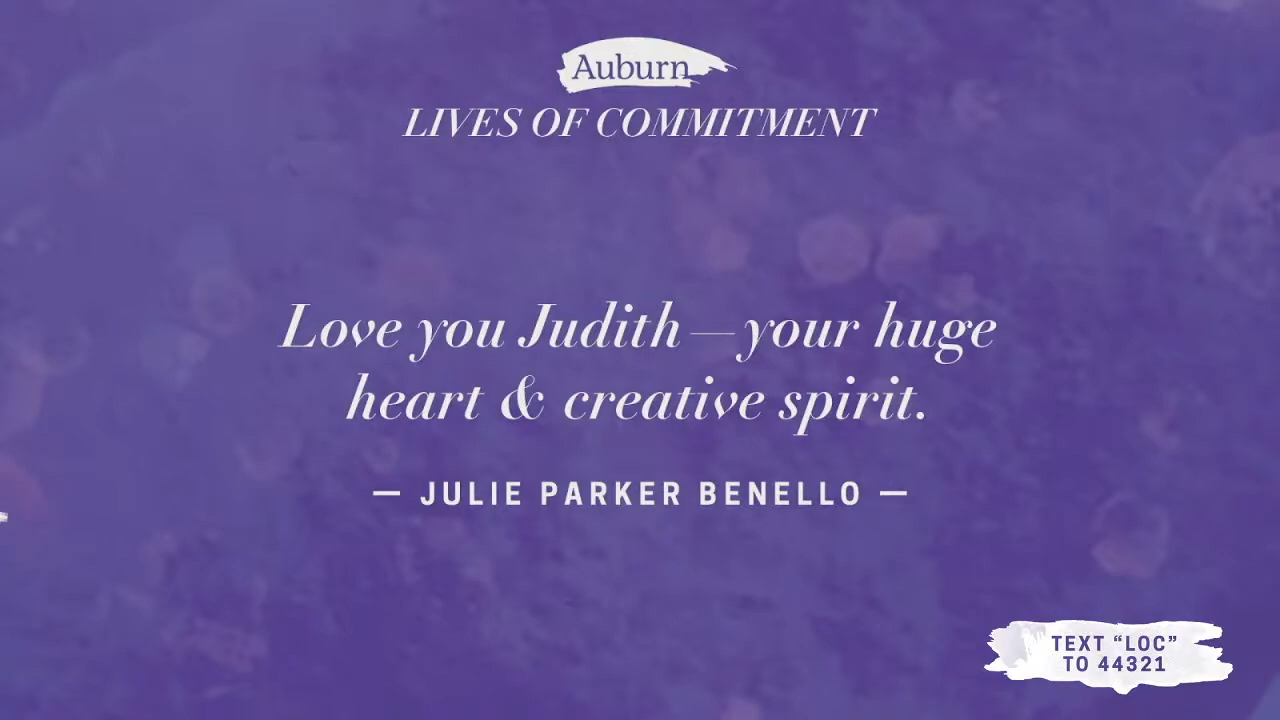 Auburn
LIVES OF COMMITMENT
Love you Judith—your huge
heart & creative spirit.
— JULIE PARKER BENELLO —
TEXT “LOC”
TO 44321